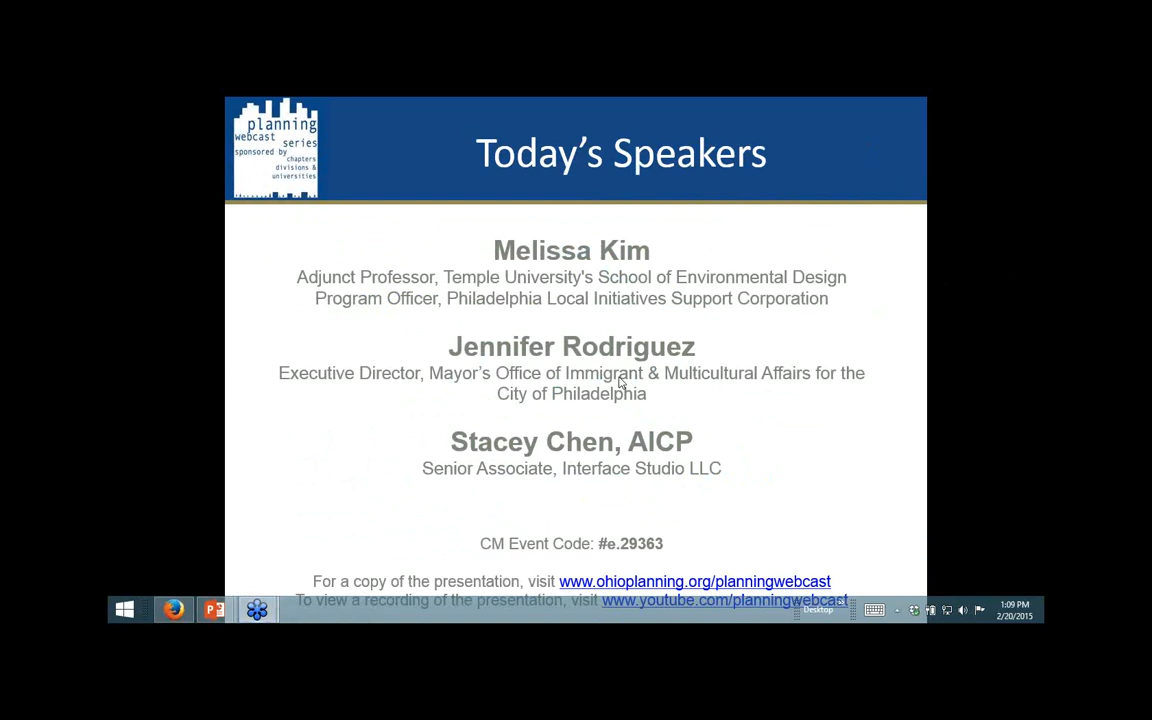 planning
webcast series
sponsored by
chapters
divisions &
universities
Today's Speakers
Melissa Kim
Adjunct Professor, Temple University's School of Environmental Design
Program Officer, Philadelphia Local Initiatives Support Corporation
Jennifer Rodriguez
Executive Director, Mayor's Office of Immigrant & Multicultural Affairs for the
City of Philadelphia
Stacey Chen, AICP
Senior Associate, Interface Studio LLC
CM Event Code: #e.29363
For a copy of the presentation, visit www.ohioplanning.org/planningwebcast
To view a recording of the presentation, visit www.youtube.com/planningwebcast
Desktop
1:09 PM
2/20/2015